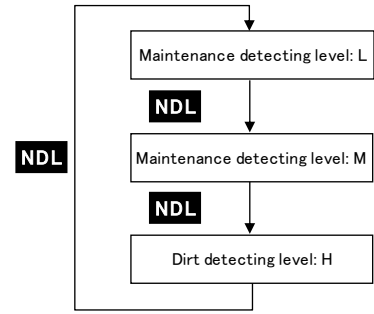 Maintenance detecting level: L
NDL
Maintenance detecting level: M
NDL
NDL
Dirt detecting level: H